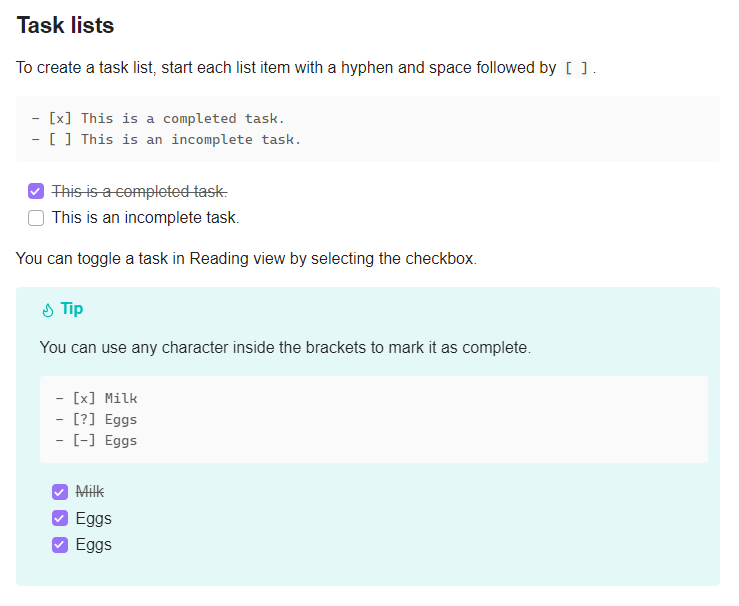 Task lists
To create a task list, start each list item with a hyphen and space followed by [ ] .
- [x] This is a completed task.
- [ ] This is an incomplete task.
This is a completed task.
This is an incomplete task.
You can toggle a task in Reading view by selecting the checkbox.
Tip
You can use any character inside the brackets to mark it as complete.
- [x] Milk
- [?] Eggs
- [-] Eggs
Milk
Eggs
Eggs